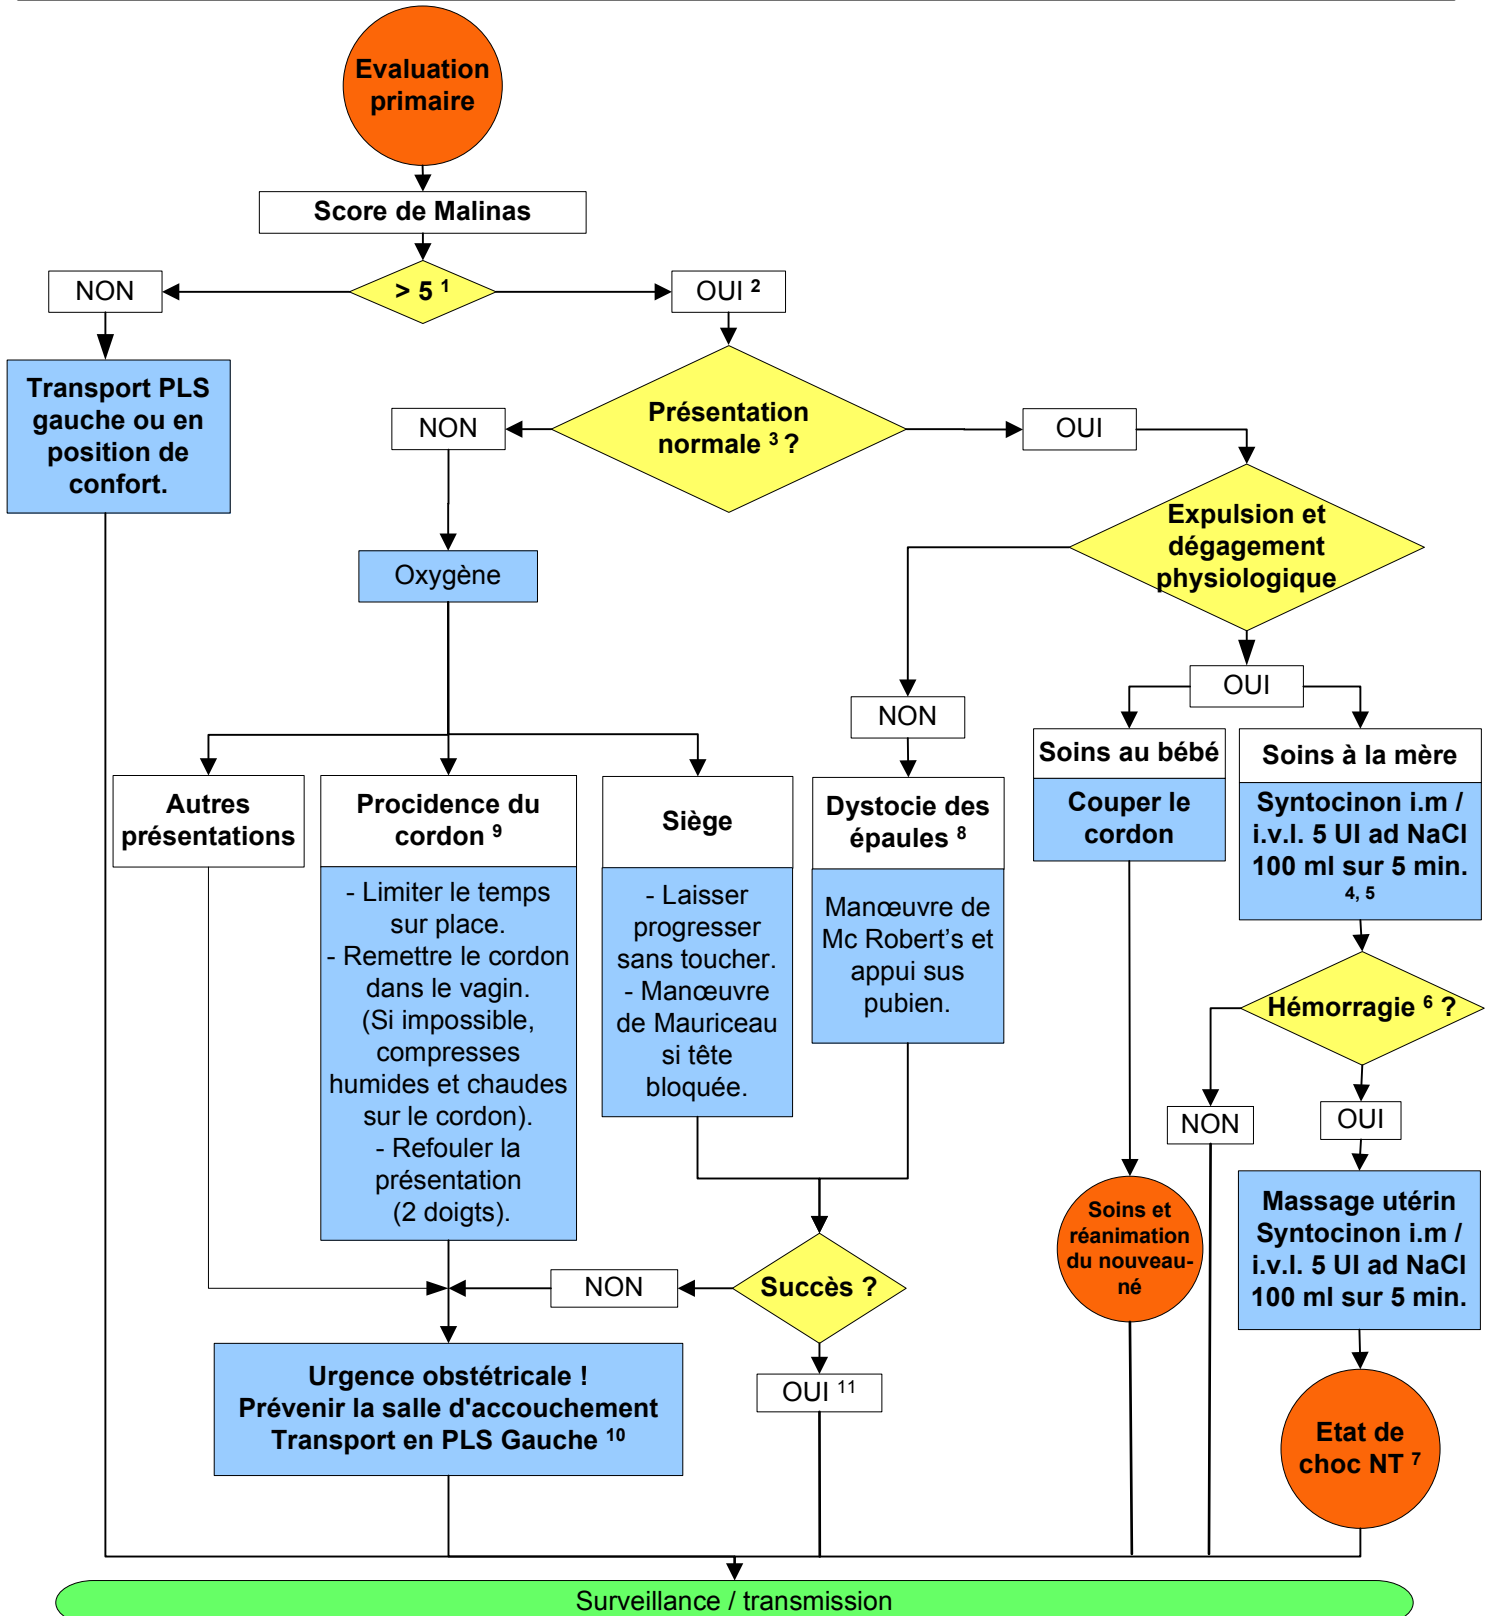 Evaluation
primaire
Score de Malinas
NON
> 5 1
OUI 2
Transport PLS
gauche ou en
position de
confort.
NON
Présentation
normale 3 ?
OUI
Expulsion et
dégagement
physiologique
Oxygène
OUI
NON
Autres
présentations
Procidence du
cordon 9
- Limiter le temps
sur place.
- Remettre le cordon
dans le vagin.
(Si impossible,
compresses
humides et chaudes
sur le cordon).
- Refouler la
présentation
(2 doigts).
Siège
- Laisser
progresser
sans toucher.
- Manœuvre
de Mauriceau
si tête
bloquée.
Dystocie des
épaules 8
Manœuvre de
Mc Robert's et
appui sus
pubien.
Soins au bébé
Couper le
cordon
Soins à la mère
Syntocinon i.m /
i.v.l. 5 UI ad NaCl
100 ml sur 5 min.
4, 5
Hémorragie 6 ?
NON
OUI
Soins et
réanimation
du nouveau-
né
Massage utérin
Syntocinon i.m /
i.v.l. 5 UI ad NaCl
100 ml sur 5 min.
NON
Succès ?
Urgence obstétricale !
Prévenir la salle d'accouchement
Transport en PLS Gauche 10
OUI 11
Etat de
choc NT 7
Surveillance / transmission